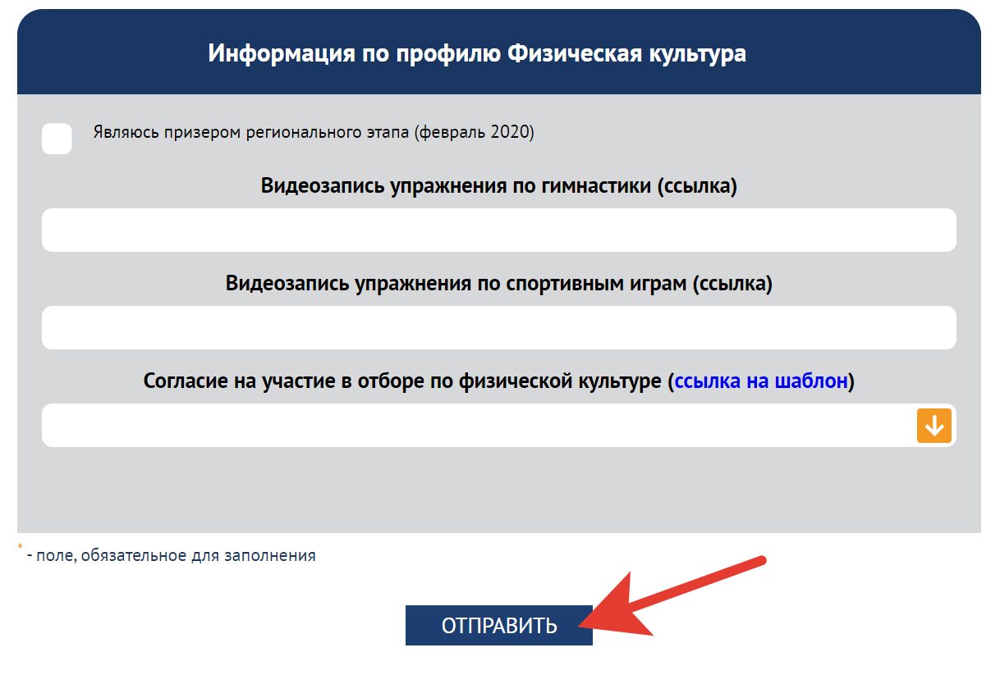 Информация по профилю Физическая культура
Являюсь призером регионального этапа (февраль 2020)
Видеозапись упражнения по гимнастики (ссылка)
Видеозапись упражнения по спортивным играм (ссылка)
Согласие на участие в отборе по физической культуре (ссылка на шаблон)
* - поле, обязательное для заполнения
ОТПРАВИТЬ